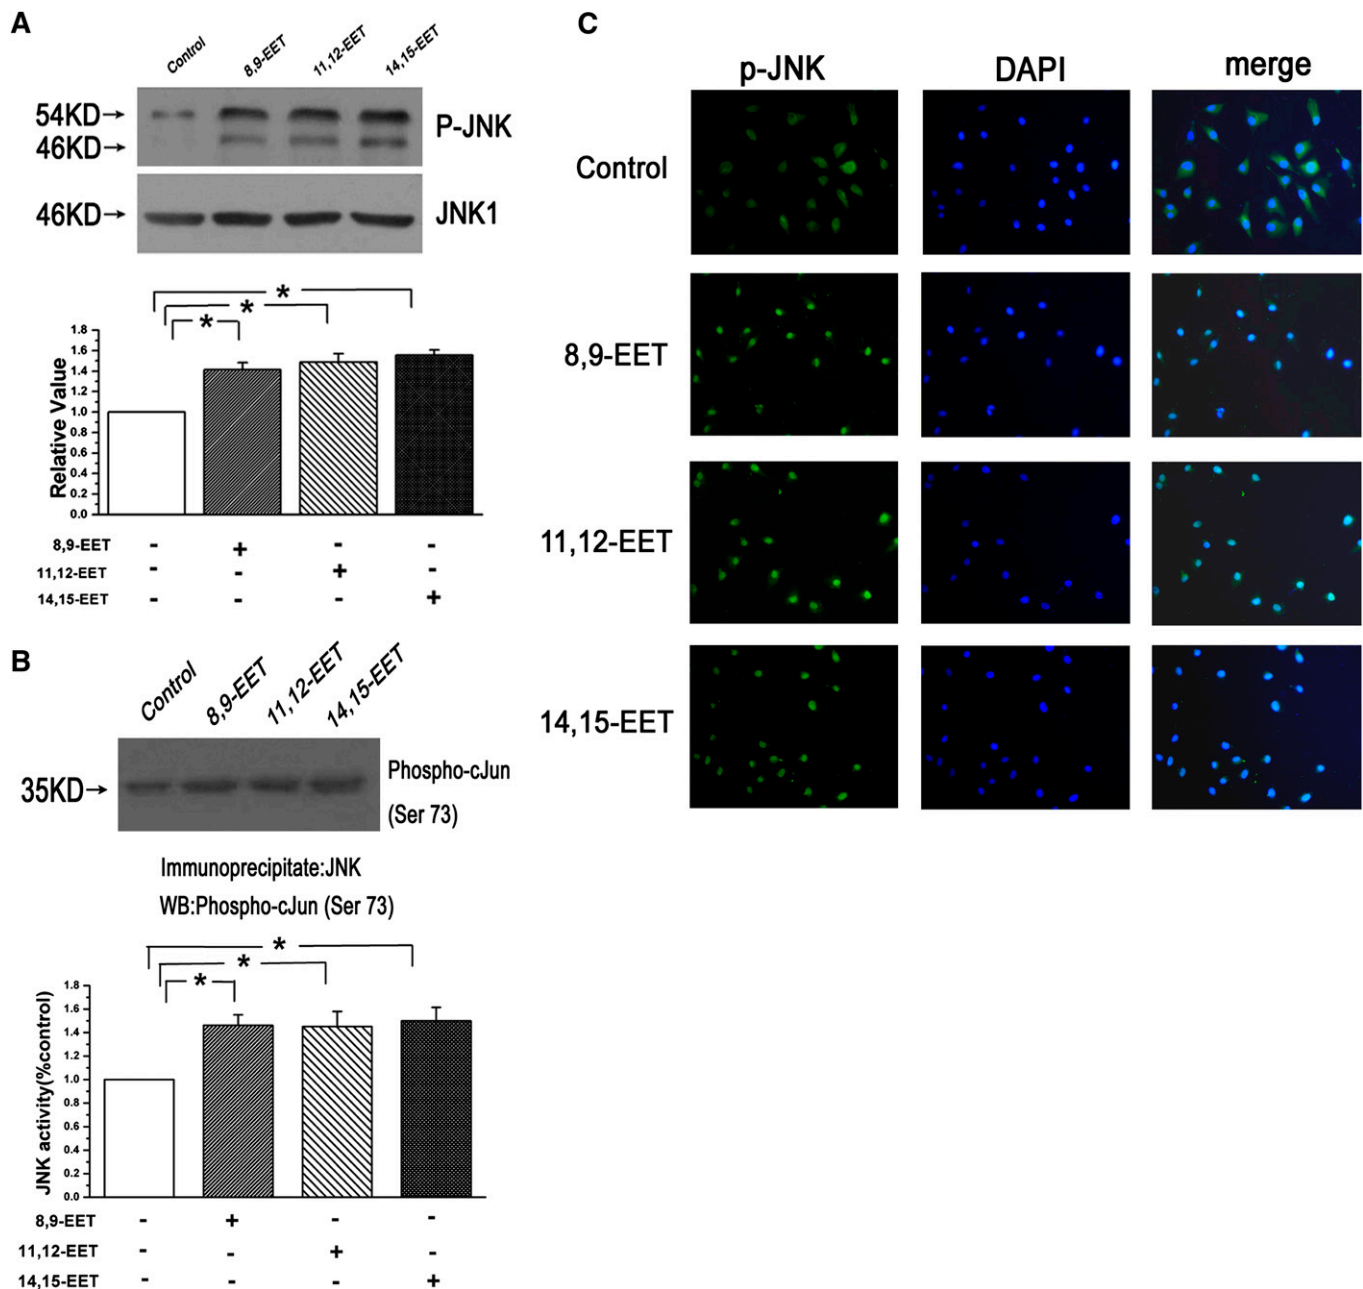 A
Control 8,9-EET 11,12-EET 14,15-EET
54KD→
46KD→
P-JNK
46KD→
JNK1
*
*
*
Relative Value
1.8
1.6
1.4
1.2
1.0
0.8
0.6
0.4
0.2
0.0
8,9-EET - + - -
11,12-EET - - + -
14,15-EET - - - +
B
Control 8,9-EET 11,12-EET 14,15-EET
35KD→
Phospho-cJun
(Ser 73)
Immunoprecipitate:JNK
WB:Phospho-cJun (Ser 73)
*
*
*
JNK activity(%control)
1.8
1.6
1.4
1.2
1.0
0.8
0.6
0.4
0.2
0.0
8,9-EET - + - -
11,12-EET - - + -
14,15-EET - - - +
C
p-JNK DAPI merge
Control
8,9-EET
11,12-EET
14,15-EET